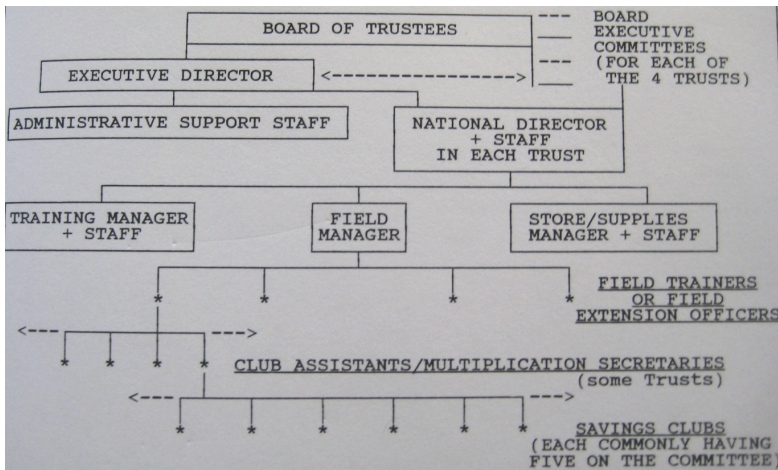 BOARD OF TRUSTEES
--- BOARD
EXECUTIVE
COMMITTEES
--- (FOR EACH OF
THE 4 TRUSTS)
EXECUTIVE DIRECTOR
<-------------->
ADMINISTRATIVE SUPPORT STAFF
NATIONAL DIRECTOR
+ STAFF
IN EACH TRUST
TRAINING MANAGER
+ STAFF
FIELD
MANAGER
STORE/SUPPLIES
MANAGER + STAFF
* * * *
FIELD TRAINERS
OR FIELD
EXTENSION OFFICERS
<--- --->
* * * *
CLUB ASSISTANTS/MULTIPLICATION SECRETARIES
(some Trusts)
<--- --->
* * * * * *
SAVINGS CLUBS
(EACH COMMONLY HAVING
FIVE ON THE COMMITTEE)